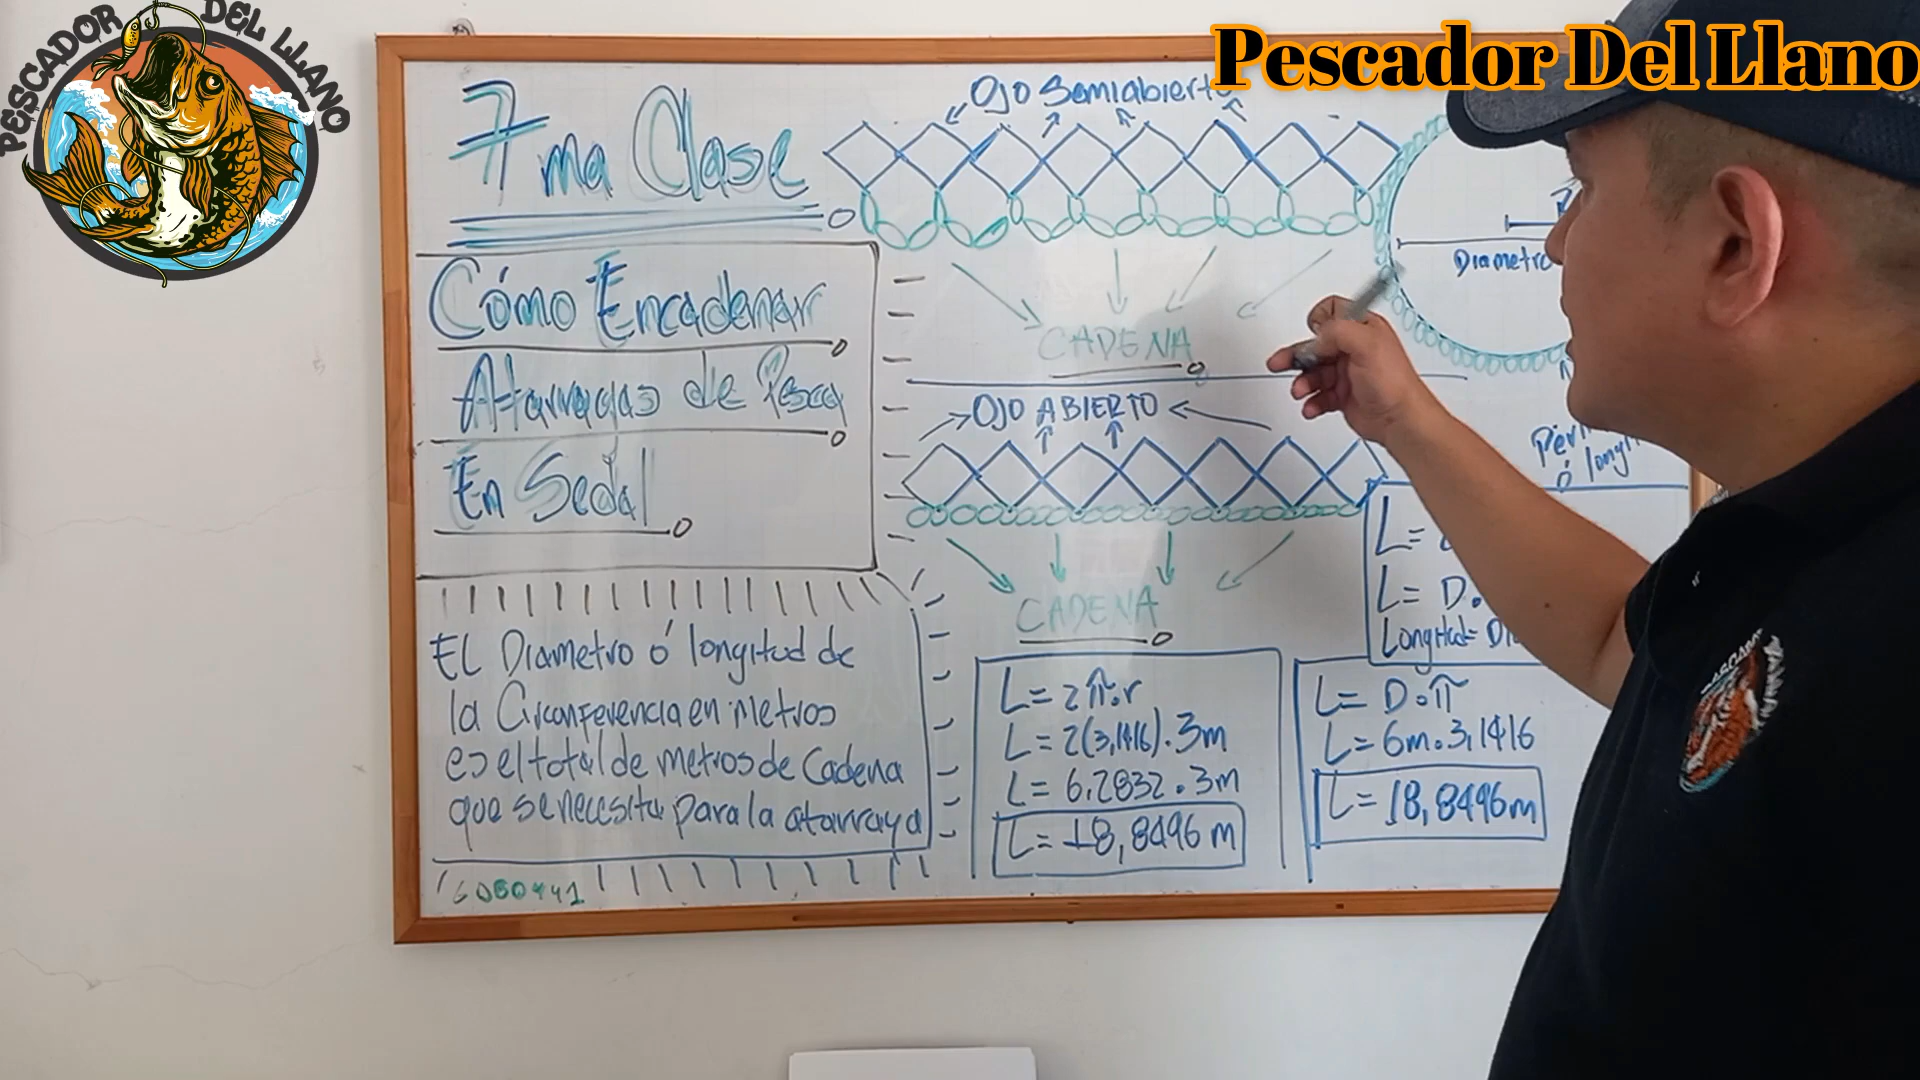 PESCADOR DEL LLANO
Pescador Del Llano
7ma Clase
Cómo Encadenar
Atarrayas de Pesca
En Sedal
EL Diametro ó longitud de
la Circunferencia en metros
es el total de metros de Cadena
que se necesita para la atarraya
Ojo Semiabierto
CADENA
OJO ABIERTO
CADENA
L= 2π.r
L= 2(3,1416).3m
L= 6,2832.3m
L= 18,8496 m
Diametro
ó
L=
L= D.
Longitud=
L= D.π
L= 6m.3,1416
L= 18,8496m